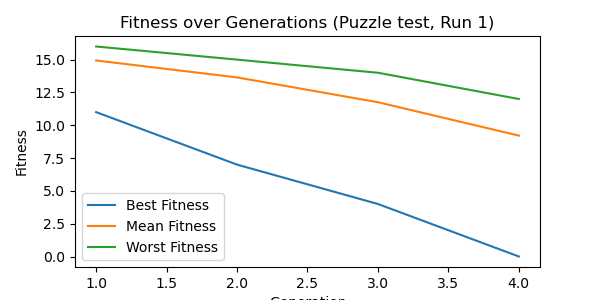 Fitness over Generations (Puzzle test, Run 1)
Fitness
15.0
12.5
10.0
7.5
5.0
2.5
0.0
Best Fitness
Mean Fitness
Worst Fitness
1.0 1.5 2.0 2.5 3.0 3.5 4.0
Generation